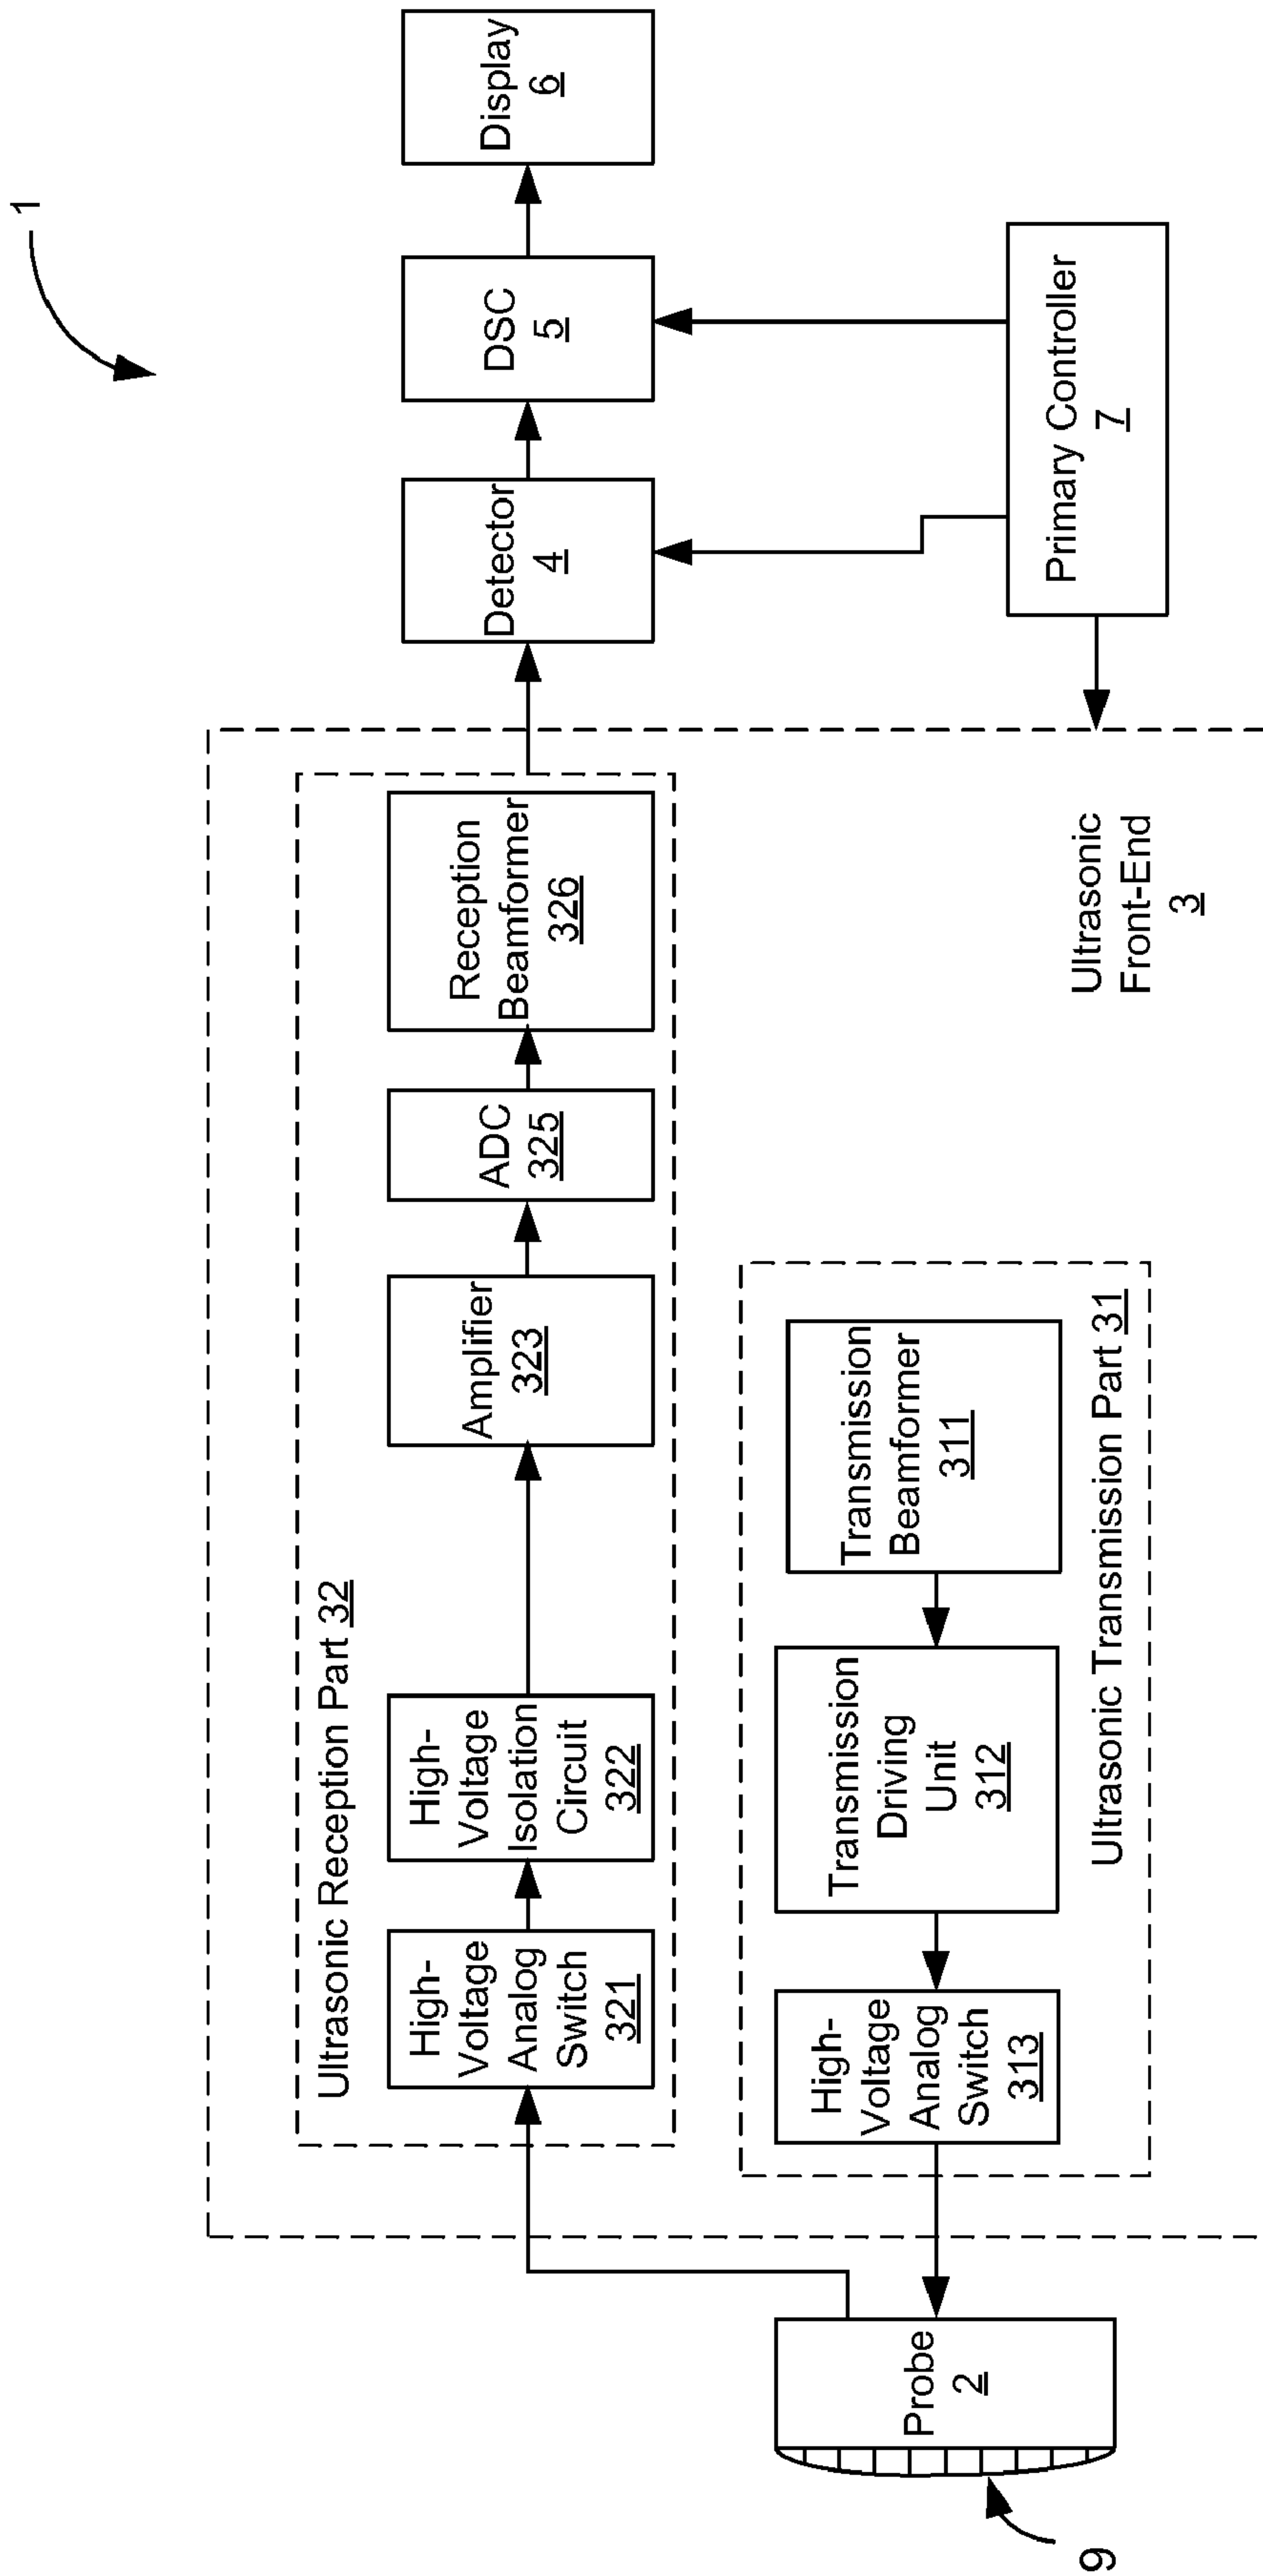 1
Ultrasonic Reception Part 32
High-
Voltage
Analog
Switch
321
High-
Voltage
Isolation
Circuit
322
Amplifier
323
ADC
325
Reception
Beamformer
326
Detector
4
DSC
5
Display
6
Probe
2
9
High-
Voltage
Analog
Switch
313
Transmission
Driving
Unit
312
Transmission
Beamformer
311
Ultrasonic Transmission Part 31
Ultrasonic
Front-End
3
Primary Controller
7